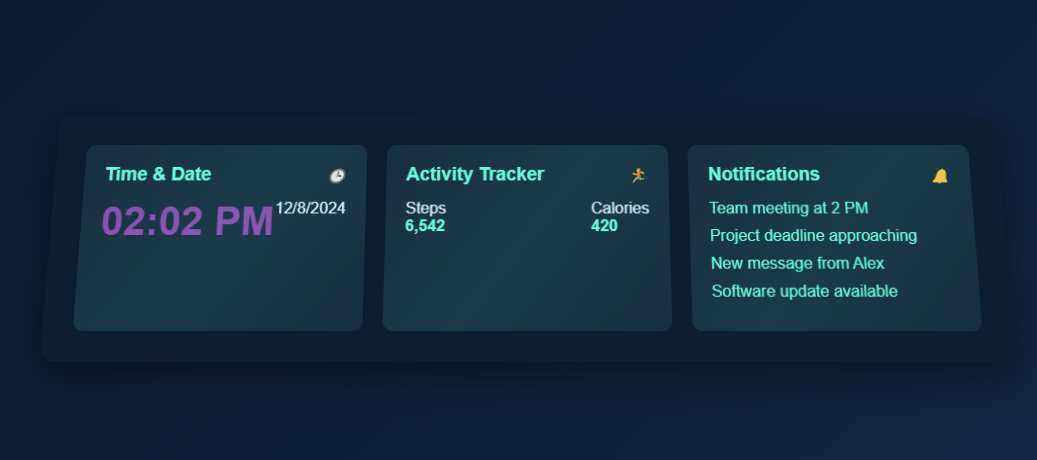 Time & Date
02:02 PM 12/8/2024
Activity Tracker
Steps
6,542
Calories
420
Notifications
Team meeting at 2 PM
Project deadline approaching
New message from Alex
Software update available